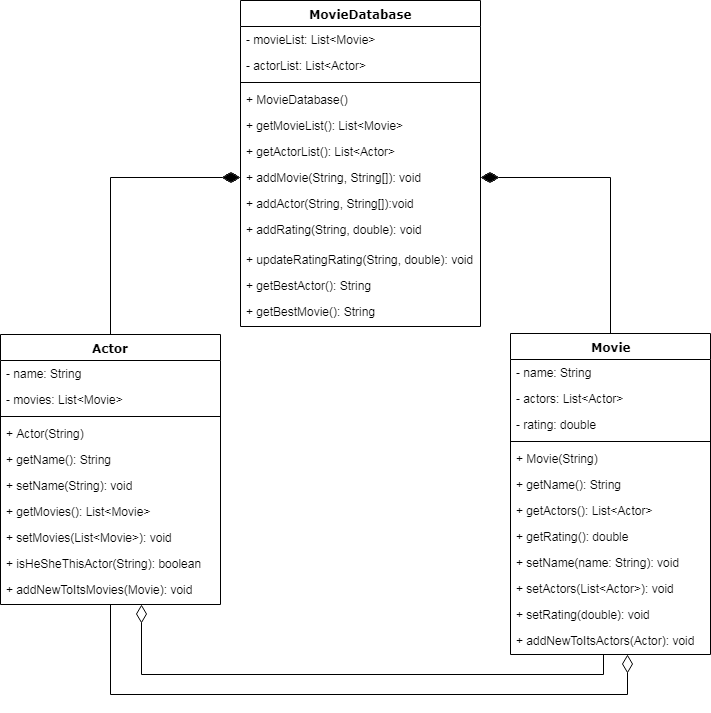 MovieDatabase
- movieList: List<Movie>
- actorList: List<Actor>
+ MovieDatabase()
+ getMovieList(): List<Movie>
+ getActorList(): List<Actor>
+ addMovie(String, String[]): void
+ addActor(String, String[]):void
+ addRating(String, double): void
+ updateRatingRating(String, double): void
+ getBestActor(): String
+ getBestMovie(): String
Actor
- name: String
- movies: List<Movie>
+ Actor(String)
+ getName(): String
+ setName(String): void
+ getMovies(): List<Movie>
+ setMovies(List<Movie>): void
+ isHeSheThisActor(String): boolean
+ addNewToItsMovies(Movie): void
Movie
- name: String
- actors: List<Actor>
- rating: double
+ Movie(String)
+ getName(): String
+ getActors(): List<Actor>
+ getRating(): double
+ setName(name: String): void
+ setActors(List<Actor>): void
+ setRating(double): void
+ addNewToItsActors(Actor): void